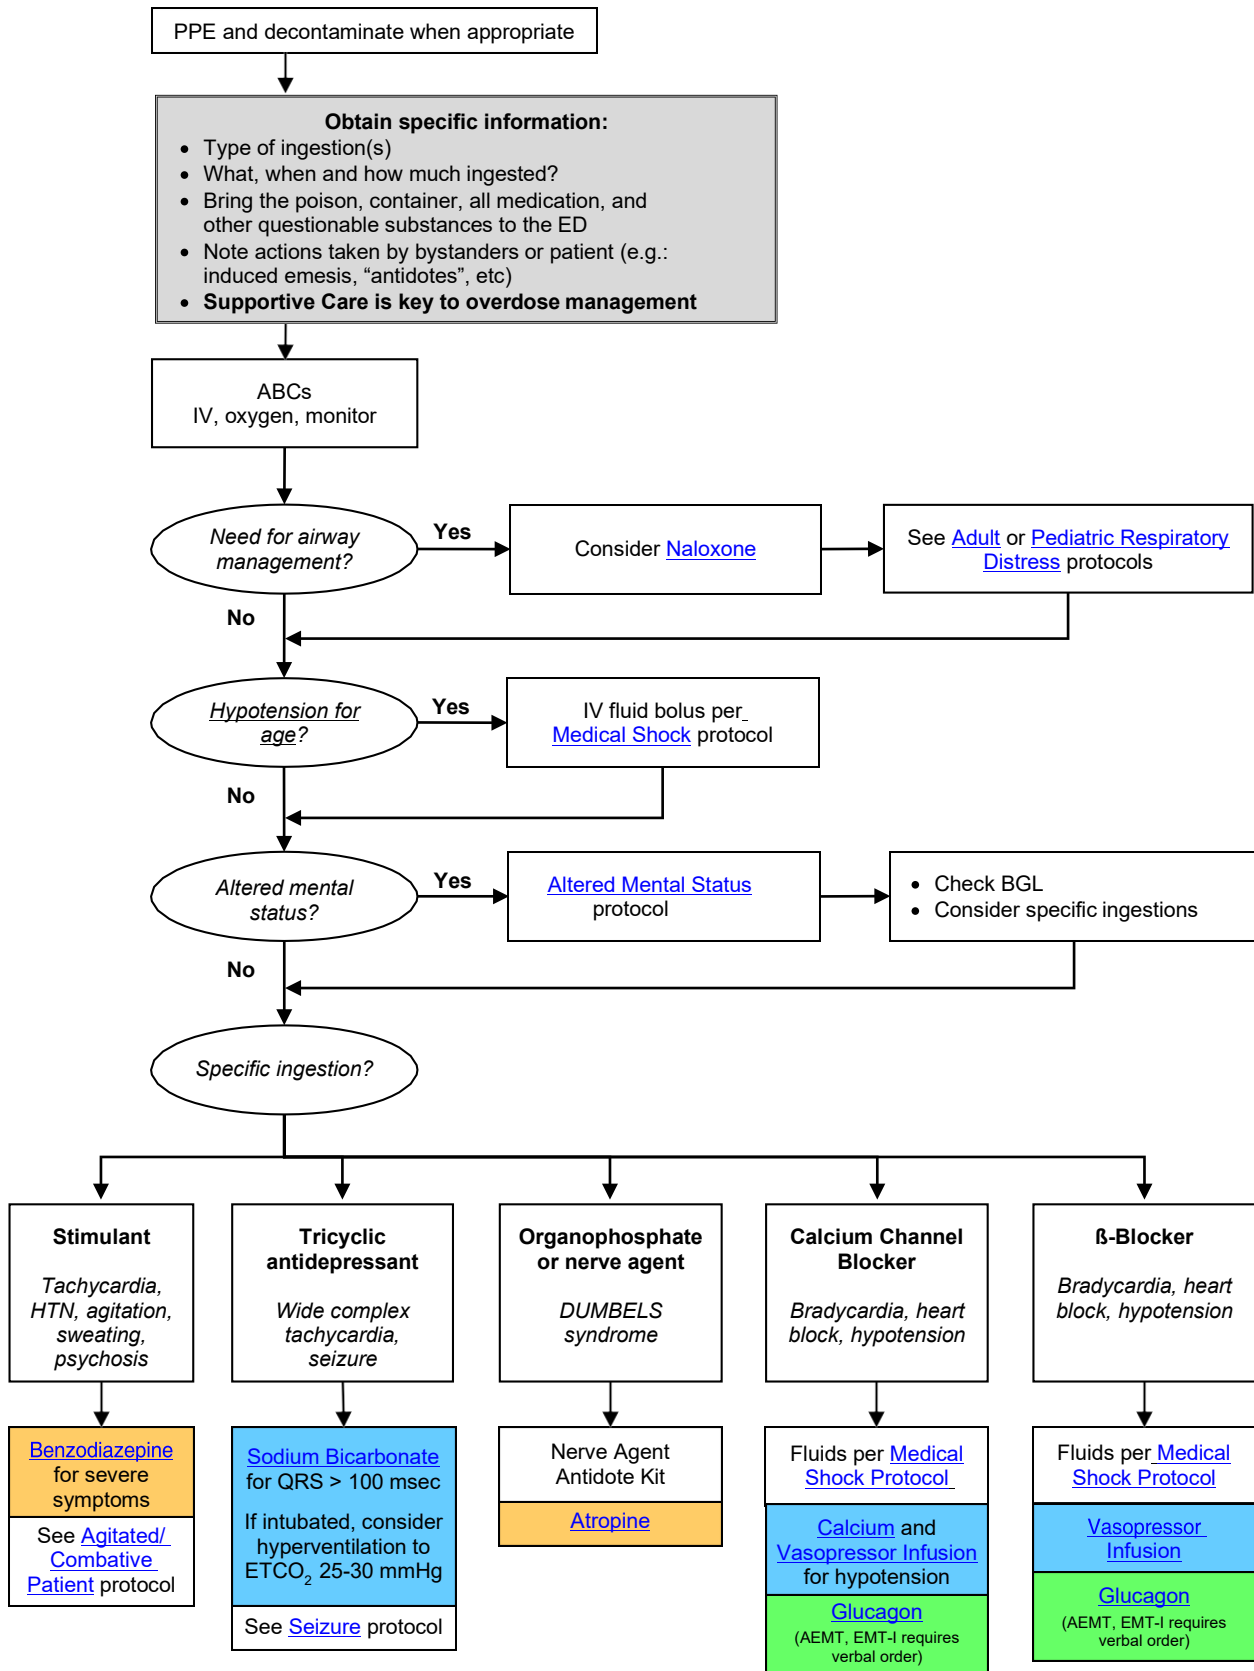 PPE and decontaminate when appropriate
Obtain specific information:
• Type of ingestion(s)
• What, when and how much ingested?
• Bring the poison, container, all medication, and
other questionable substances to the ED
• Note actions taken by bystanders or patient (e.g.:
induced emesis, “antidotes”, etc)
• Supportive Care is key to overdose management
ABCs
IV, oxygen, monitor
Need for airway
management?
Yes
Consider Naloxone
See Adult or Pediatric Respiratory
Distress protocols
No
Hypotension for
age?
Yes
IV fluid bolus per
Medical Shock protocol
No
Altered mental
status?
Yes
Altered Mental Status
protocol
• Check BGL
• Consider specific ingestions
No
Specific ingestion?
Stimulant
Tachycardia,
HTN, agitation,
sweating,
psychosis
Benzodiazepine
for severe
symptoms
See Agitated/
Combative
Patient protocol
Tricyclic
antidepressant
Wide complex
tachycardia,
seizure
Sodium Bicarbonate
for QRS > 100 msec
If intubated, consider
hyperventilation to
ETCO2 25-30 mmHg
See Seizure protocol
Organophosphate
or nerve agent
DUMBELS
syndrome
Nerve Agent
Antidote Kit
Atropine
Calcium Channel
Blocker
Bradycardia, heart
block, hypotension
Fluids per Medical
Shock Protocol
Calcium and
Vasopressor Infusion
for hypotension
Glucagon
(AEMT, EMT-I requires
verbal order)
ß-Blocker
Bradycardia, heart
block, hypotension
Fluids per Medical
Shock Protocol
Vasopressor
Infusion
Glucagon
(AEMT, EMT-I requires
verbal order)